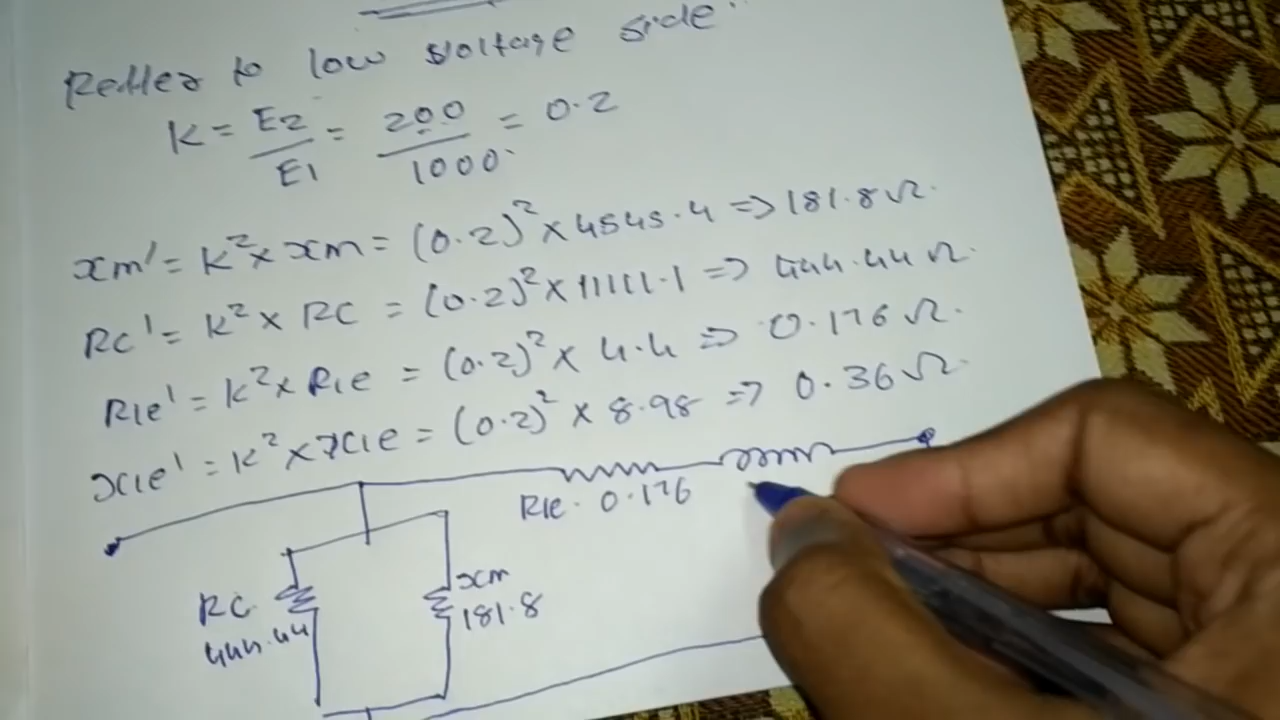 Reffer to low voltage side
K = E2/E1 = 200/1000 = 0.2
xm' = K² × xm = (0.2)² × 4545.4 => 181.8 Ω.
RC' = K² × RC = (0.2)² × 11111.1 => 444.44 Ω.
R1e' = K² × R1e = (0.2)² × 4.4 => 0.176 Ω.
x1e' = K² × x1e = (0.2)² × 8.98 => 0.36 Ω.
R1e. 0.176
RC
444.44
xm
181.8